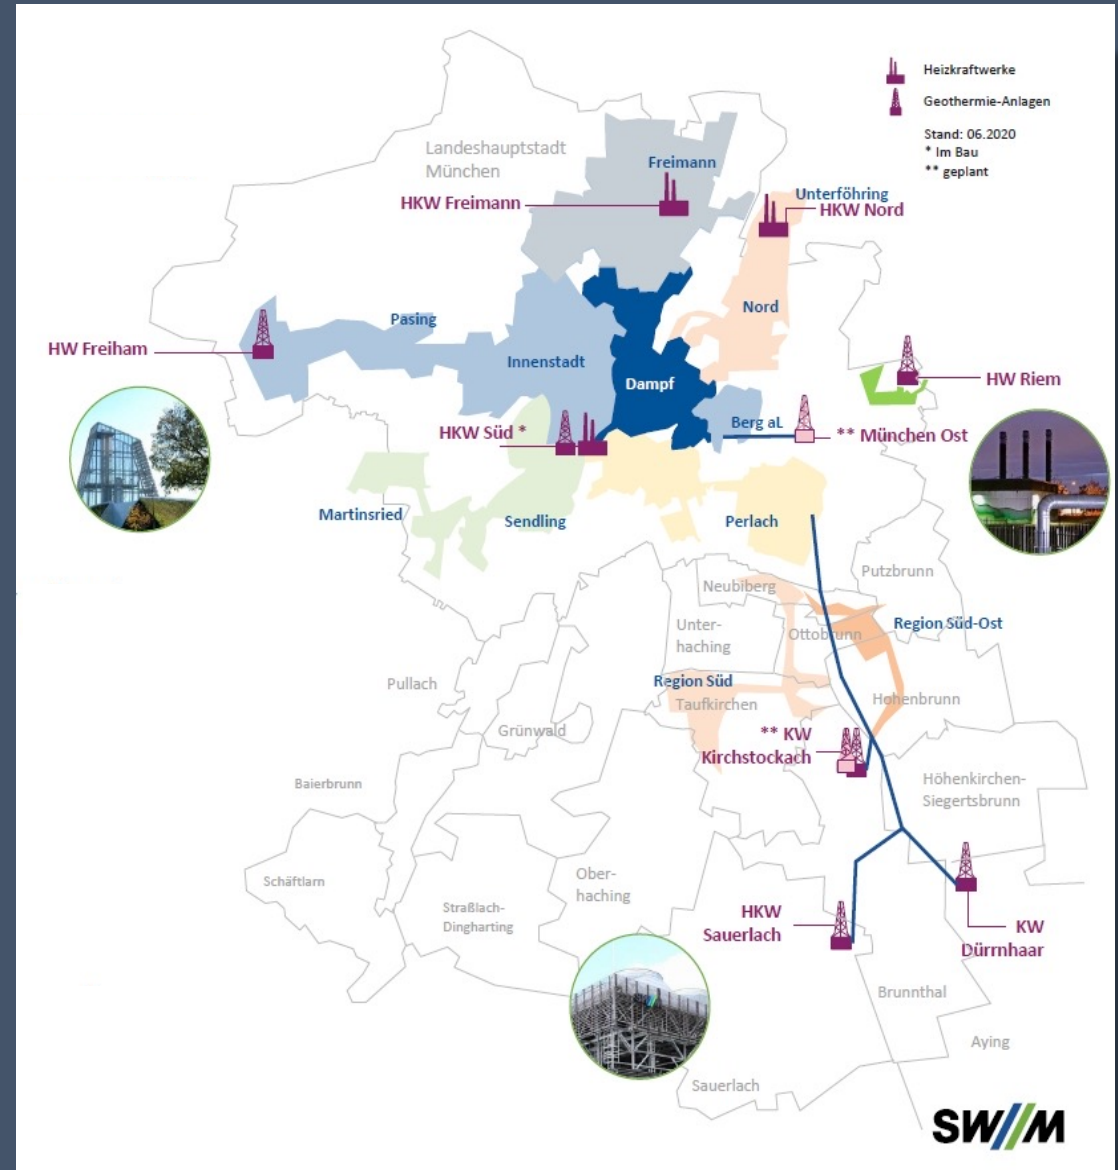 Heizkraftwerke
Geothermie-Anlagen
Stand: 06.2020
* Im Bau
** geplant
Landeshauptstadt
München
Freimann
HKW Freimann
Unterföhring
HKW Nord
Nord
Pasing
HW Freiham
Innenstadt
Dampf
HW Riem
Berg aL
HKW Süd *
** München Ost
Martinsried
Sendling
Perlach
Putzbrunn
Neubiberg
Unter-
haching
Ottobrunn
Region Süd-Ost
Region Süd
Taufkirchen
Pullach
Hohenbrunn
Grünwald
** KW
Kirchstockach
Baierbrunn
Höhenkirchen-
Siegertsbrunn
Schäftlarn
Ober-
haching
Straßlach-
Dingharting
HKW
Sauerlach
KW
Dürrnhaar
Brunnthal
Aying
Sauerlach
SW//M